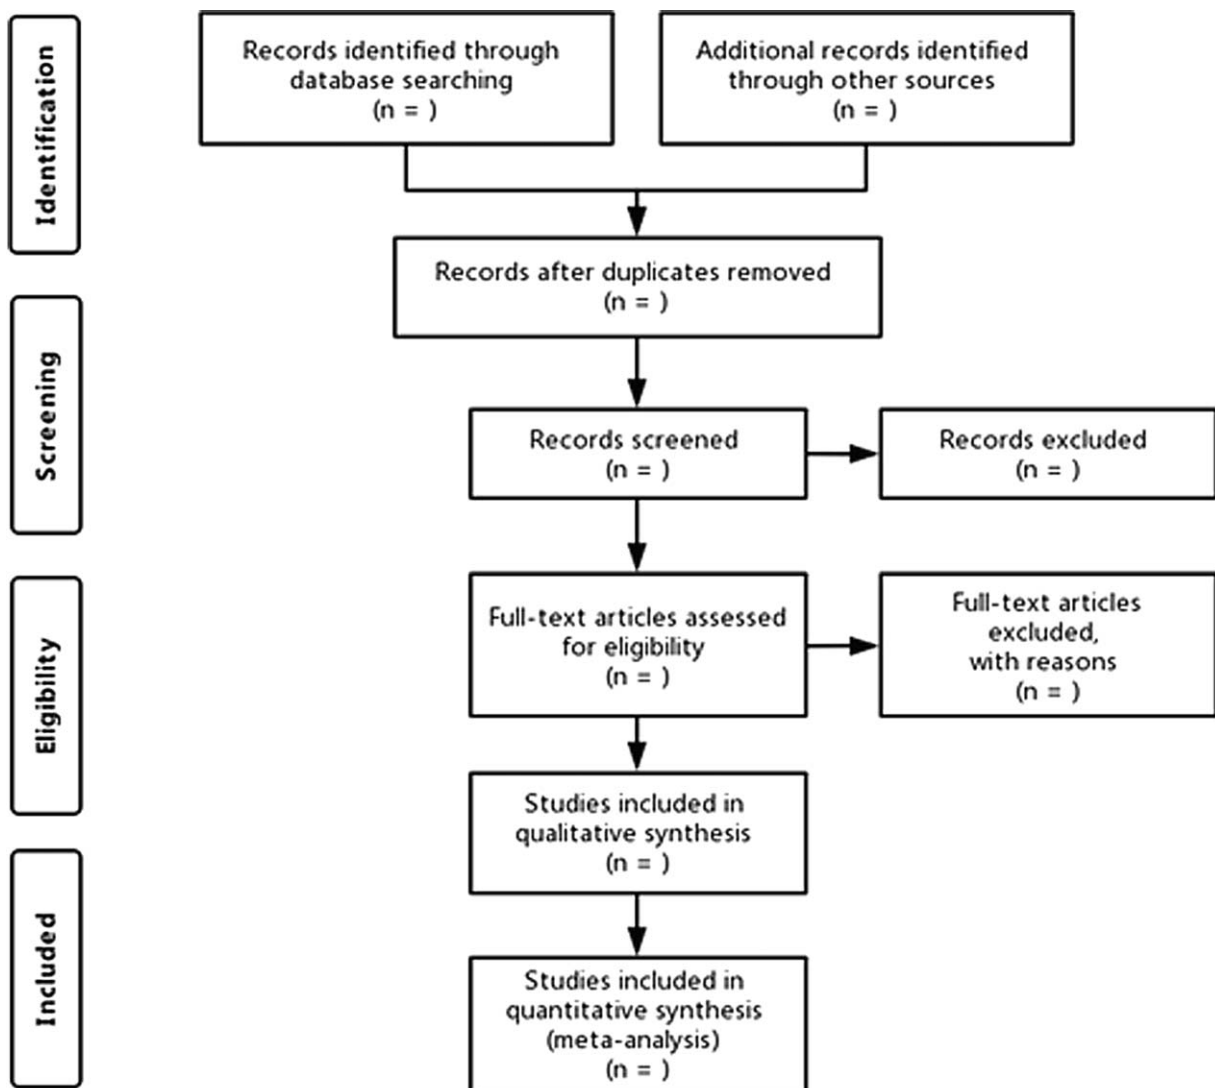 Identification
Records identified through
database searching
(n = )
Additional records identified
through other sources
(n = )
Records after duplicates removed
(n = )
Screening
Records screened
(n = )
Records excluded
(n = )
Eligibility
Full-text articles assessed
for eligibility
(n = )
Full-text articles
excluded,
with reasons
(n = )
Studies included in
qualitative synthesis
(n = )
Included
Studies included in
quantitative synthesis
(meta-analysis)
(n = )